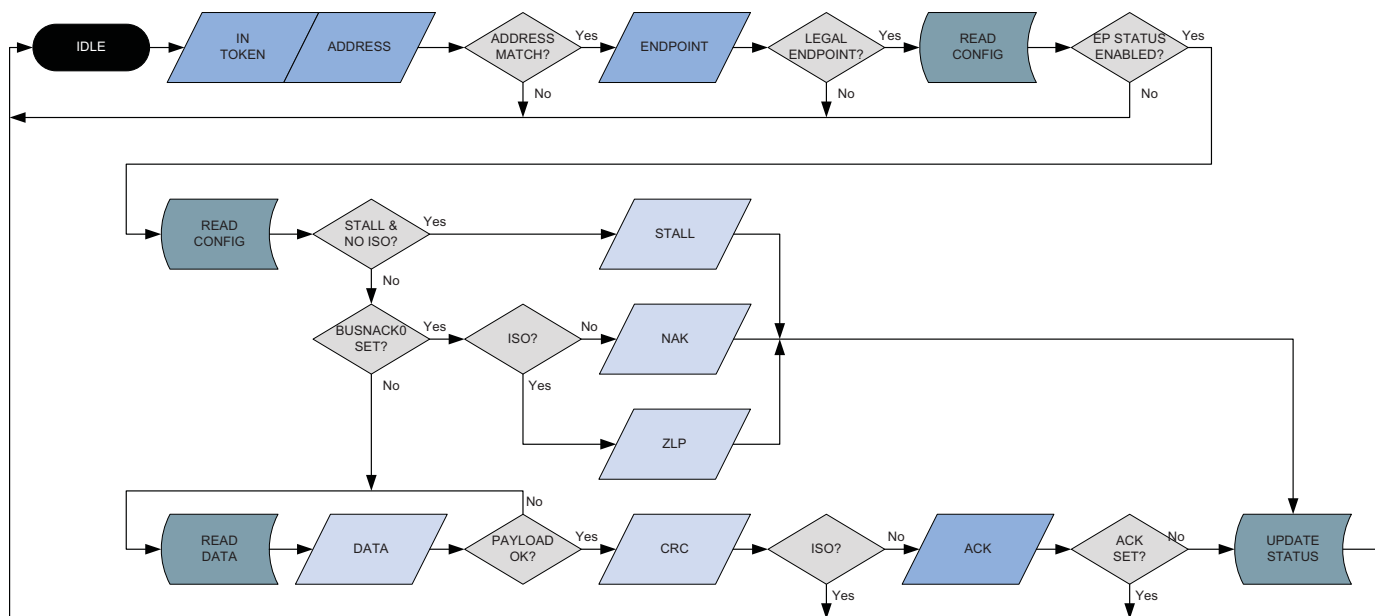 IDLE
IN
TOKEN
ADDRESS
ADDRESS
MATCH?
Yes
No
ENDPOINT
LEGAL
ENDPOINT?
Yes
No
READ
CONFIG
EP STATUS
ENABLED?
Yes
No
READ
CONFIG
STALL &
NO ISO?
Yes
No
STALL
BUSNACK0
SET?
Yes
No
ISO?
No
Yes
NAK
ZLP
READ
DATA
DATA
PAYLOAD
OK?
No
Yes
CRC
ISO?
No
Yes
ACK
ACK
SET?
No
Yes
UPDATE
STATUS